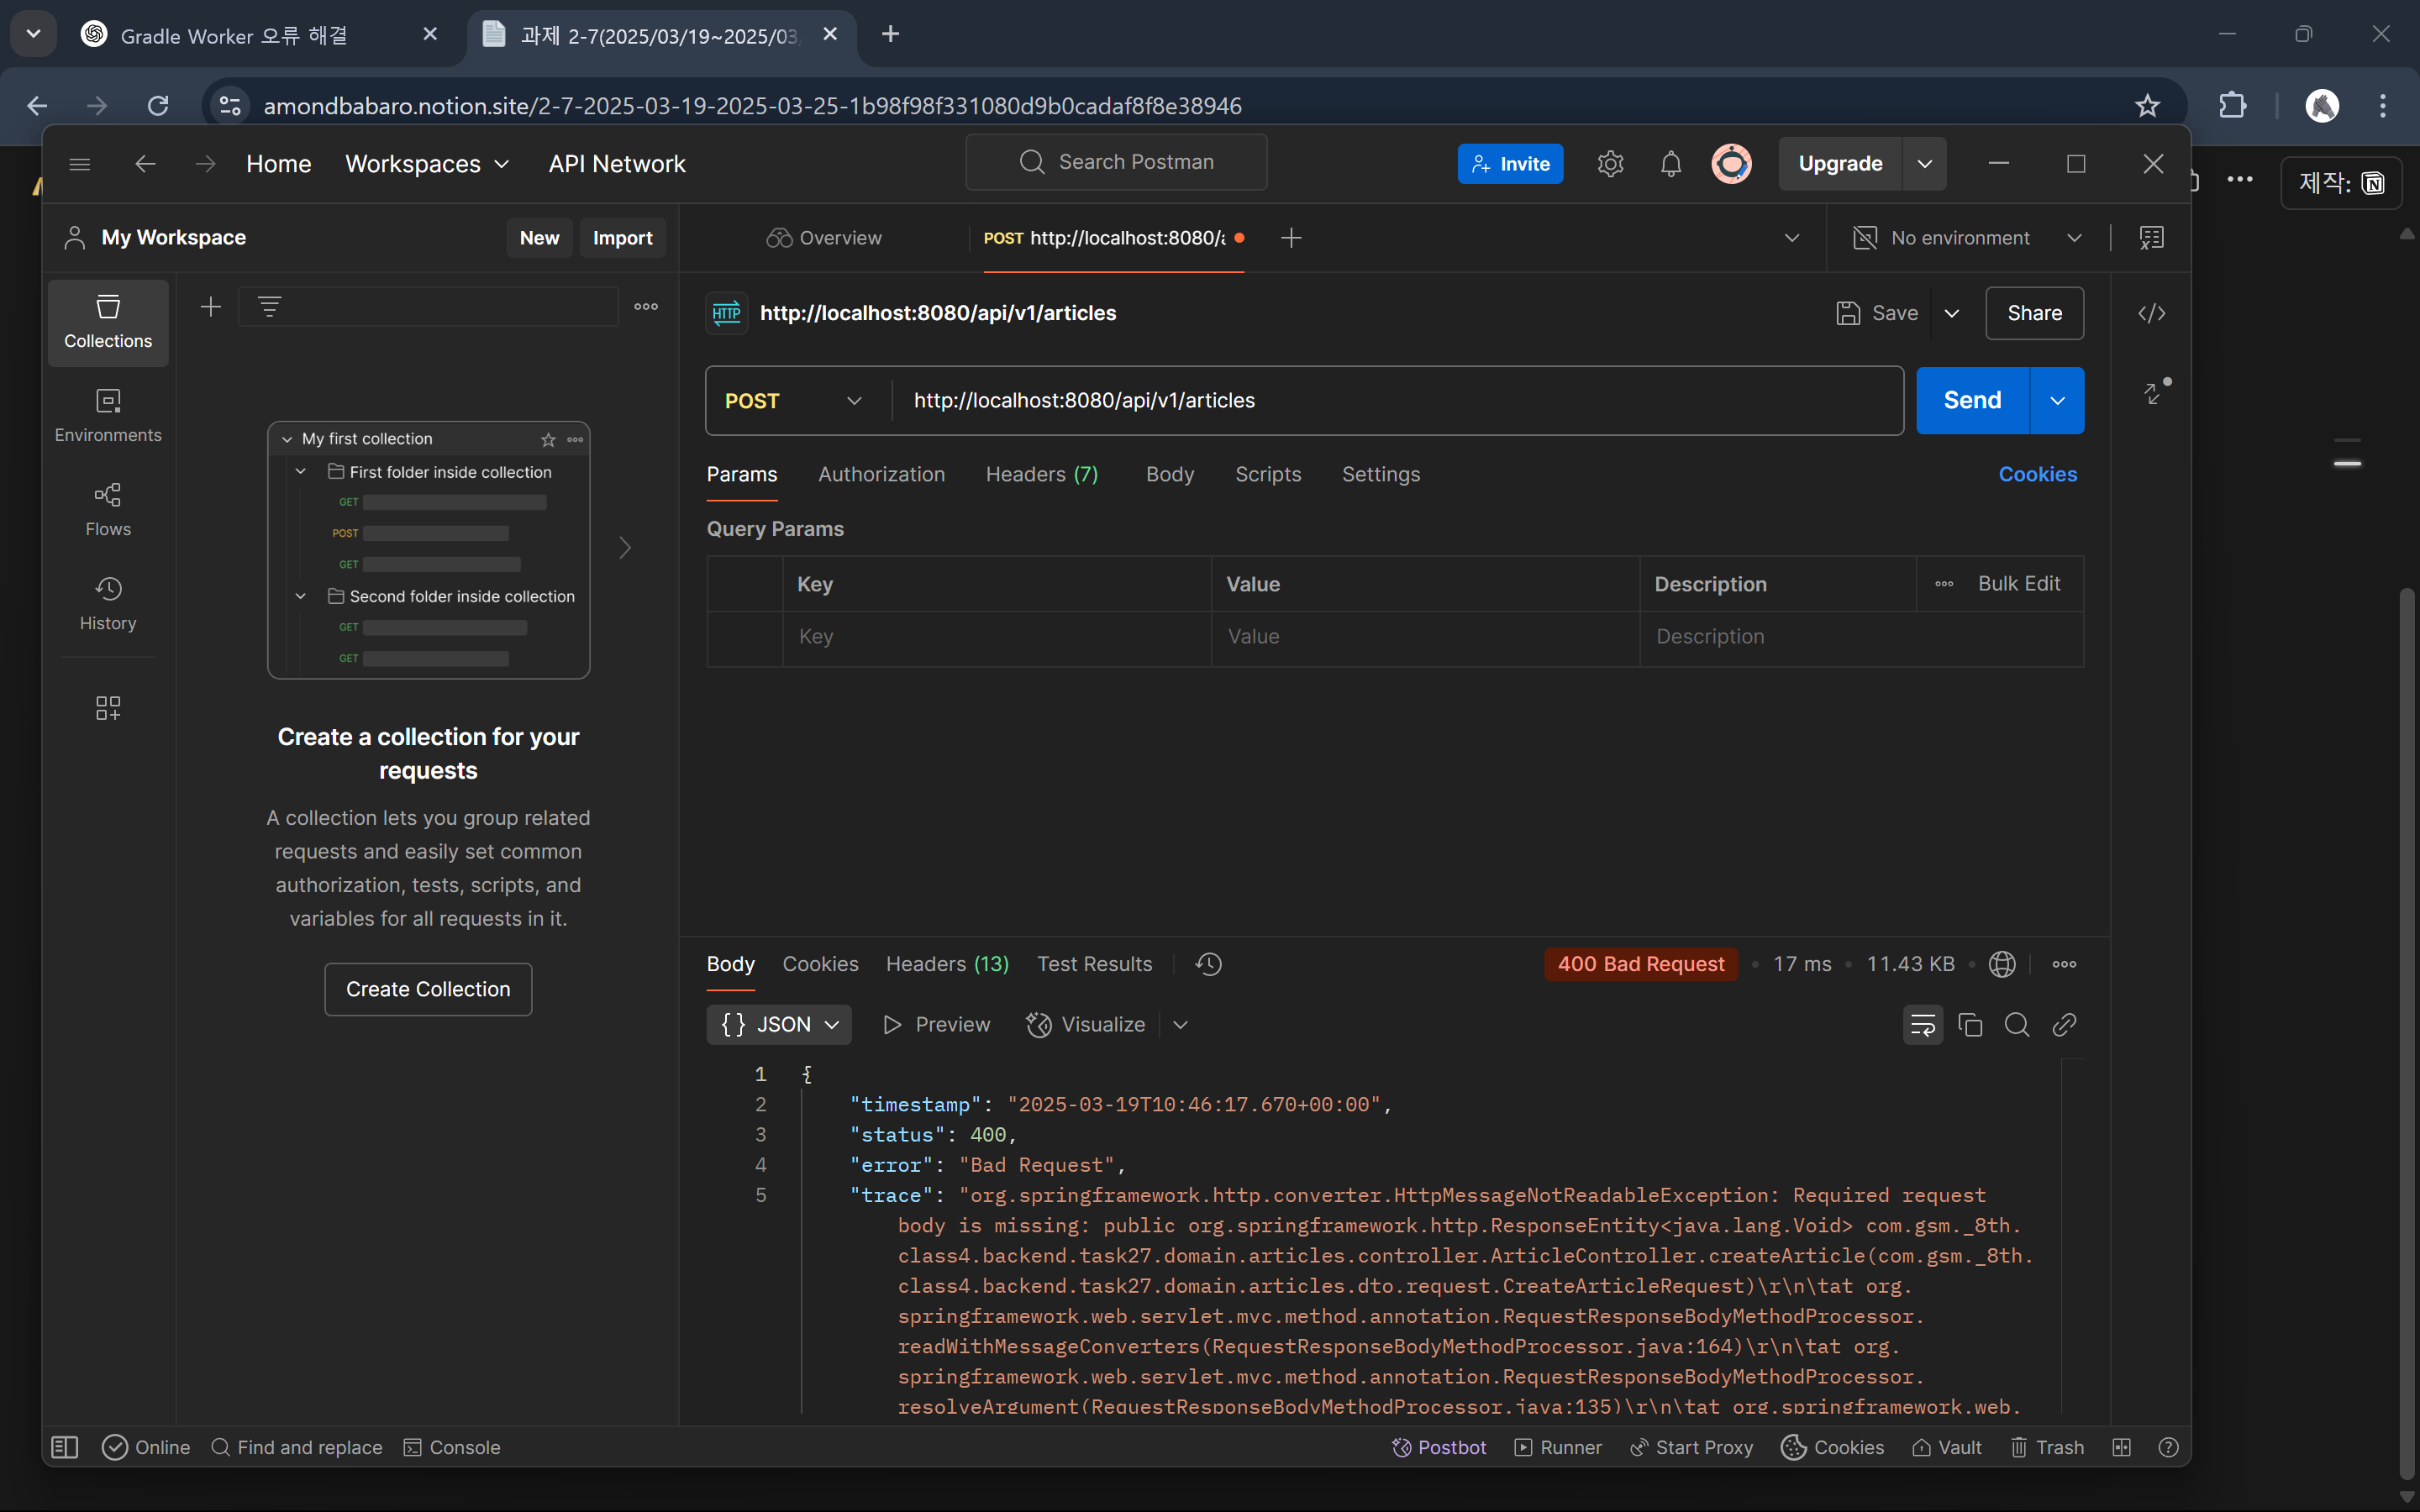 Gradle Worker 오류 해결
과제 2-7(2025/03/19~2025/03/
amondbabaro.notion.site/2-7-2025-03-19-2025-03-25-1b98f98f331080d9b0cadaf8f8e38946
제작:
Home
Workspaces
API Network
Search Postman
Invite
Upgrade
My Workspace
New
Import
Overview
POST http://localhost:8080/a
No environment
Collections
Environments
Flows
History
My first collection
First folder inside collection
GET
POST
GET
Second folder inside collection
GET
GET
Create a collection for your
requests
A collection lets you group related
requests and easily set common
authorization, tests, scripts, and
variables for all requests in it.
Create Collection
HTTP
http://localhost:8080/api/v1/articles
Save
Share
POST
http://localhost:8080/api/v1/articles
Send
Params
Authorization
Headers (7)
Body
Scripts
Settings
Cookies
Query Params
Key
Value
Description
Bulk Edit
Key
Value
Description
Body
Cookies
Headers (13)
Test Results
400 Bad Request
17 ms
11.43 KB
{} JSON
Preview
Visualize
1 {
2 "timestamp": "2025-03-19T10:46:17.670+00:00",
3 "status": 400,
4 "error": "Bad Request",
5 "trace": "org.springframework.http.converter.HttpMessageNotReadableException: Required request
body is missing: public org.springframework.http.ResponseEntity<java.lang.Void> com.gsm._8th.
class4.backend.task27.domain.articles.controller.ArticleController.createArticle(com.gsm._8th.
class4.backend.task27.domain.articles.dto.request.CreateArticleRequest)\r\n\tat org.
springframework.web.servlet.mvc.method.annotation.RequestResponseBodyMethodProcessor.
readWithMessageConverters(RequestResponseBodyMethodProcessor.java:164)\r\n\tat org.
springframework.web.servlet.mvc.method.annotation.RequestResponseBodyMethodProcessor.
resolveArgument(RequestResponseBodyMethodProcessor.java:135)\r\n\tat org.springframework.web.
Online
Find and replace
Console
Postbot
Runner
Start Proxy
Cookies
Vault
Trash